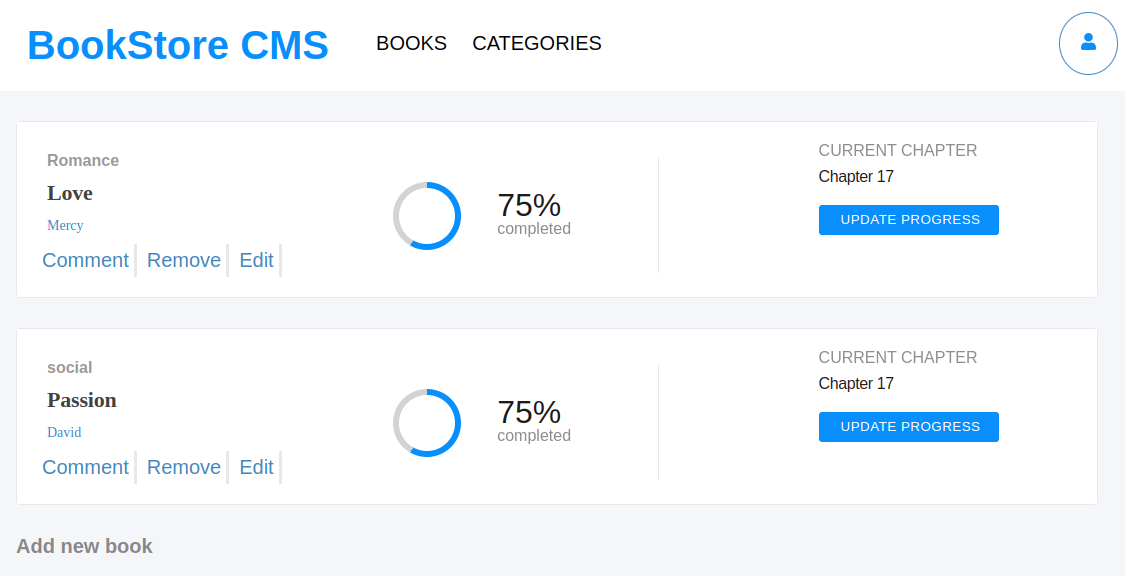 BookStore CMS BOOKS CATEGORIES
Romance
Love
Mercy
Comment Remove Edit
75%
completed
CURRENT CHAPTER
Chapter 17
UPDATE PROGRESS
social
Passion
David
Comment Remove Edit
75%
completed
CURRENT CHAPTER
Chapter 17
UPDATE PROGRESS
Add new book